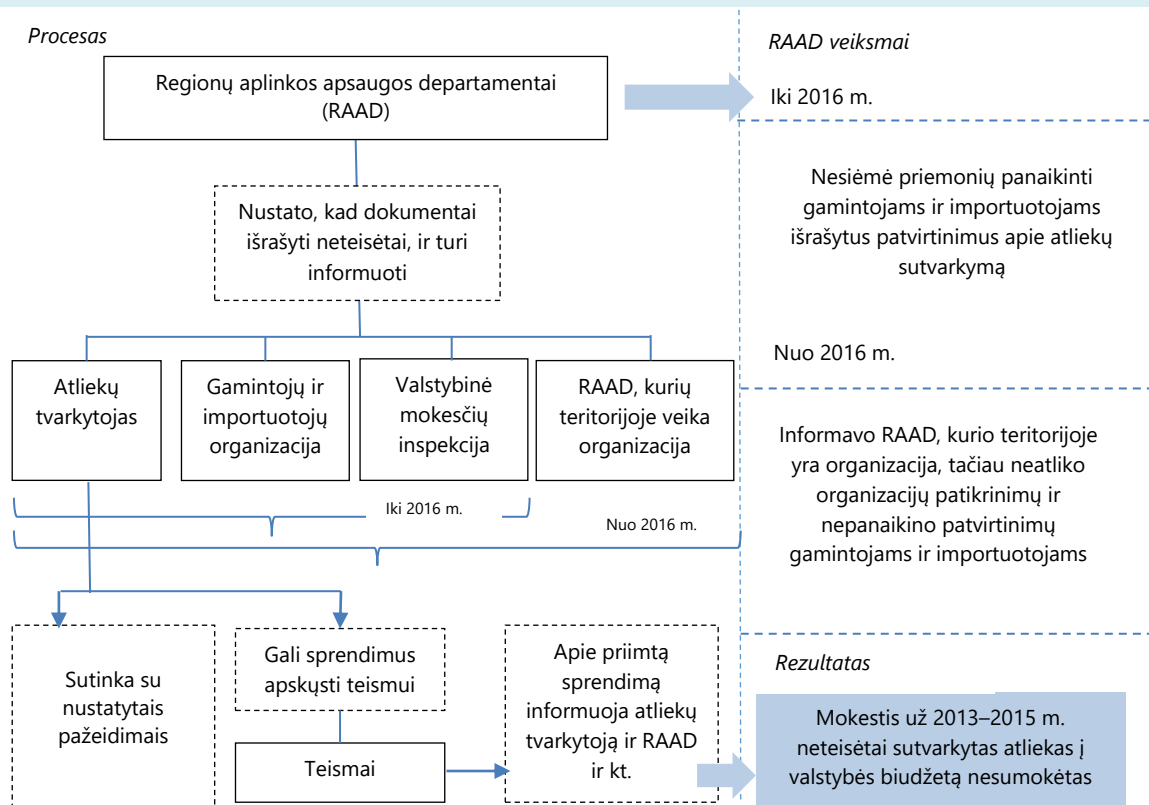 Procesas
RAAD veiksmai
Regionų aplinkos apsaugos departamentai
(RAAD)
Iki 2016 m.
Nustato, kad dokumentai
išrašyti neteisėtai, ir turi
informuoti
Nesiėmė priemonių panaikinti
gamintojams ir importuotojams
išrašytus patvirtinimus apie atliekų
sutvarkymą
Nuo 2016 m.
Atliekų
tvarkytojas
Gamintojų ir
importuotojų
organizacija
Valstybinė
mokesčių
inspekcija
RAAD, kurių
teritorijoje veika
organizacija
Informavo RAAD, kurio teritorijoje
yra organizacija, tačiau neatliko
organizacijų patikrinimų ir
nepanaikino patvirtinimų
gamintojams ir importuotojams
Iki 2016 m.
Nuo 2016 m.
Sutinka su
nustatytais
pažeidimais
Gali sprendimus
apskųsti teismui
Teismai
Apie priimtą
sprendimą
informuoja atliekų
tvarkytoją ir RAAD
ir kt.
Rezultatas
Mokestis už 2013–2015 m.
neteisėtai sutvarkytas atliekas į
valstybės biudžetą nesumokėtas